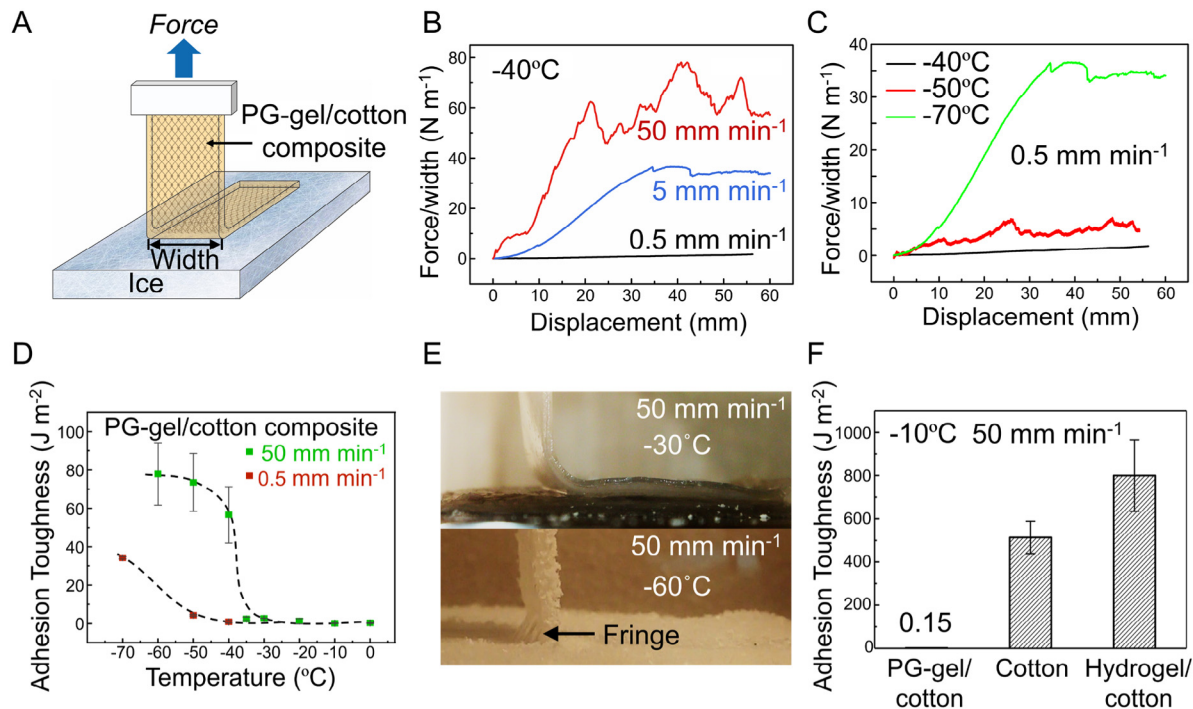 A
Force
PG-gel/cotton
composite
Width
Ice
B
Force/width (N m⁻¹)
80
60
40
20
0
-40ºC
50 mm min⁻¹
5 mm min⁻¹
0.5 mm min⁻¹
0 10 20 30 40 50 60
Displacement (mm)
C
Force/width (N m⁻¹)
40
30
20
10
0
-40ºC
-50ºC
-70ºC
0.5 mm min⁻¹
0 10 20 30 40 50 60
Displacement (mm)
D
Adhesion Toughness (J m⁻²)
100
80
60
40
20
0
PG-gel/cotton composite
50 mm min⁻¹
0.5 mm min⁻¹
-70 -60 -50 -40 -30 -20 -10 0
Temperature (ºC)
E
50 mm min⁻¹
-30˚C
50 mm min⁻¹
-60˚C
Fringe
F
Adhesion Toughness (J m⁻²)
1000
800
600
400
200
0
-10ºC 50 mm min⁻¹
0.15
PG-gel/
cotton
Cotton
Hydrogel/
cotton